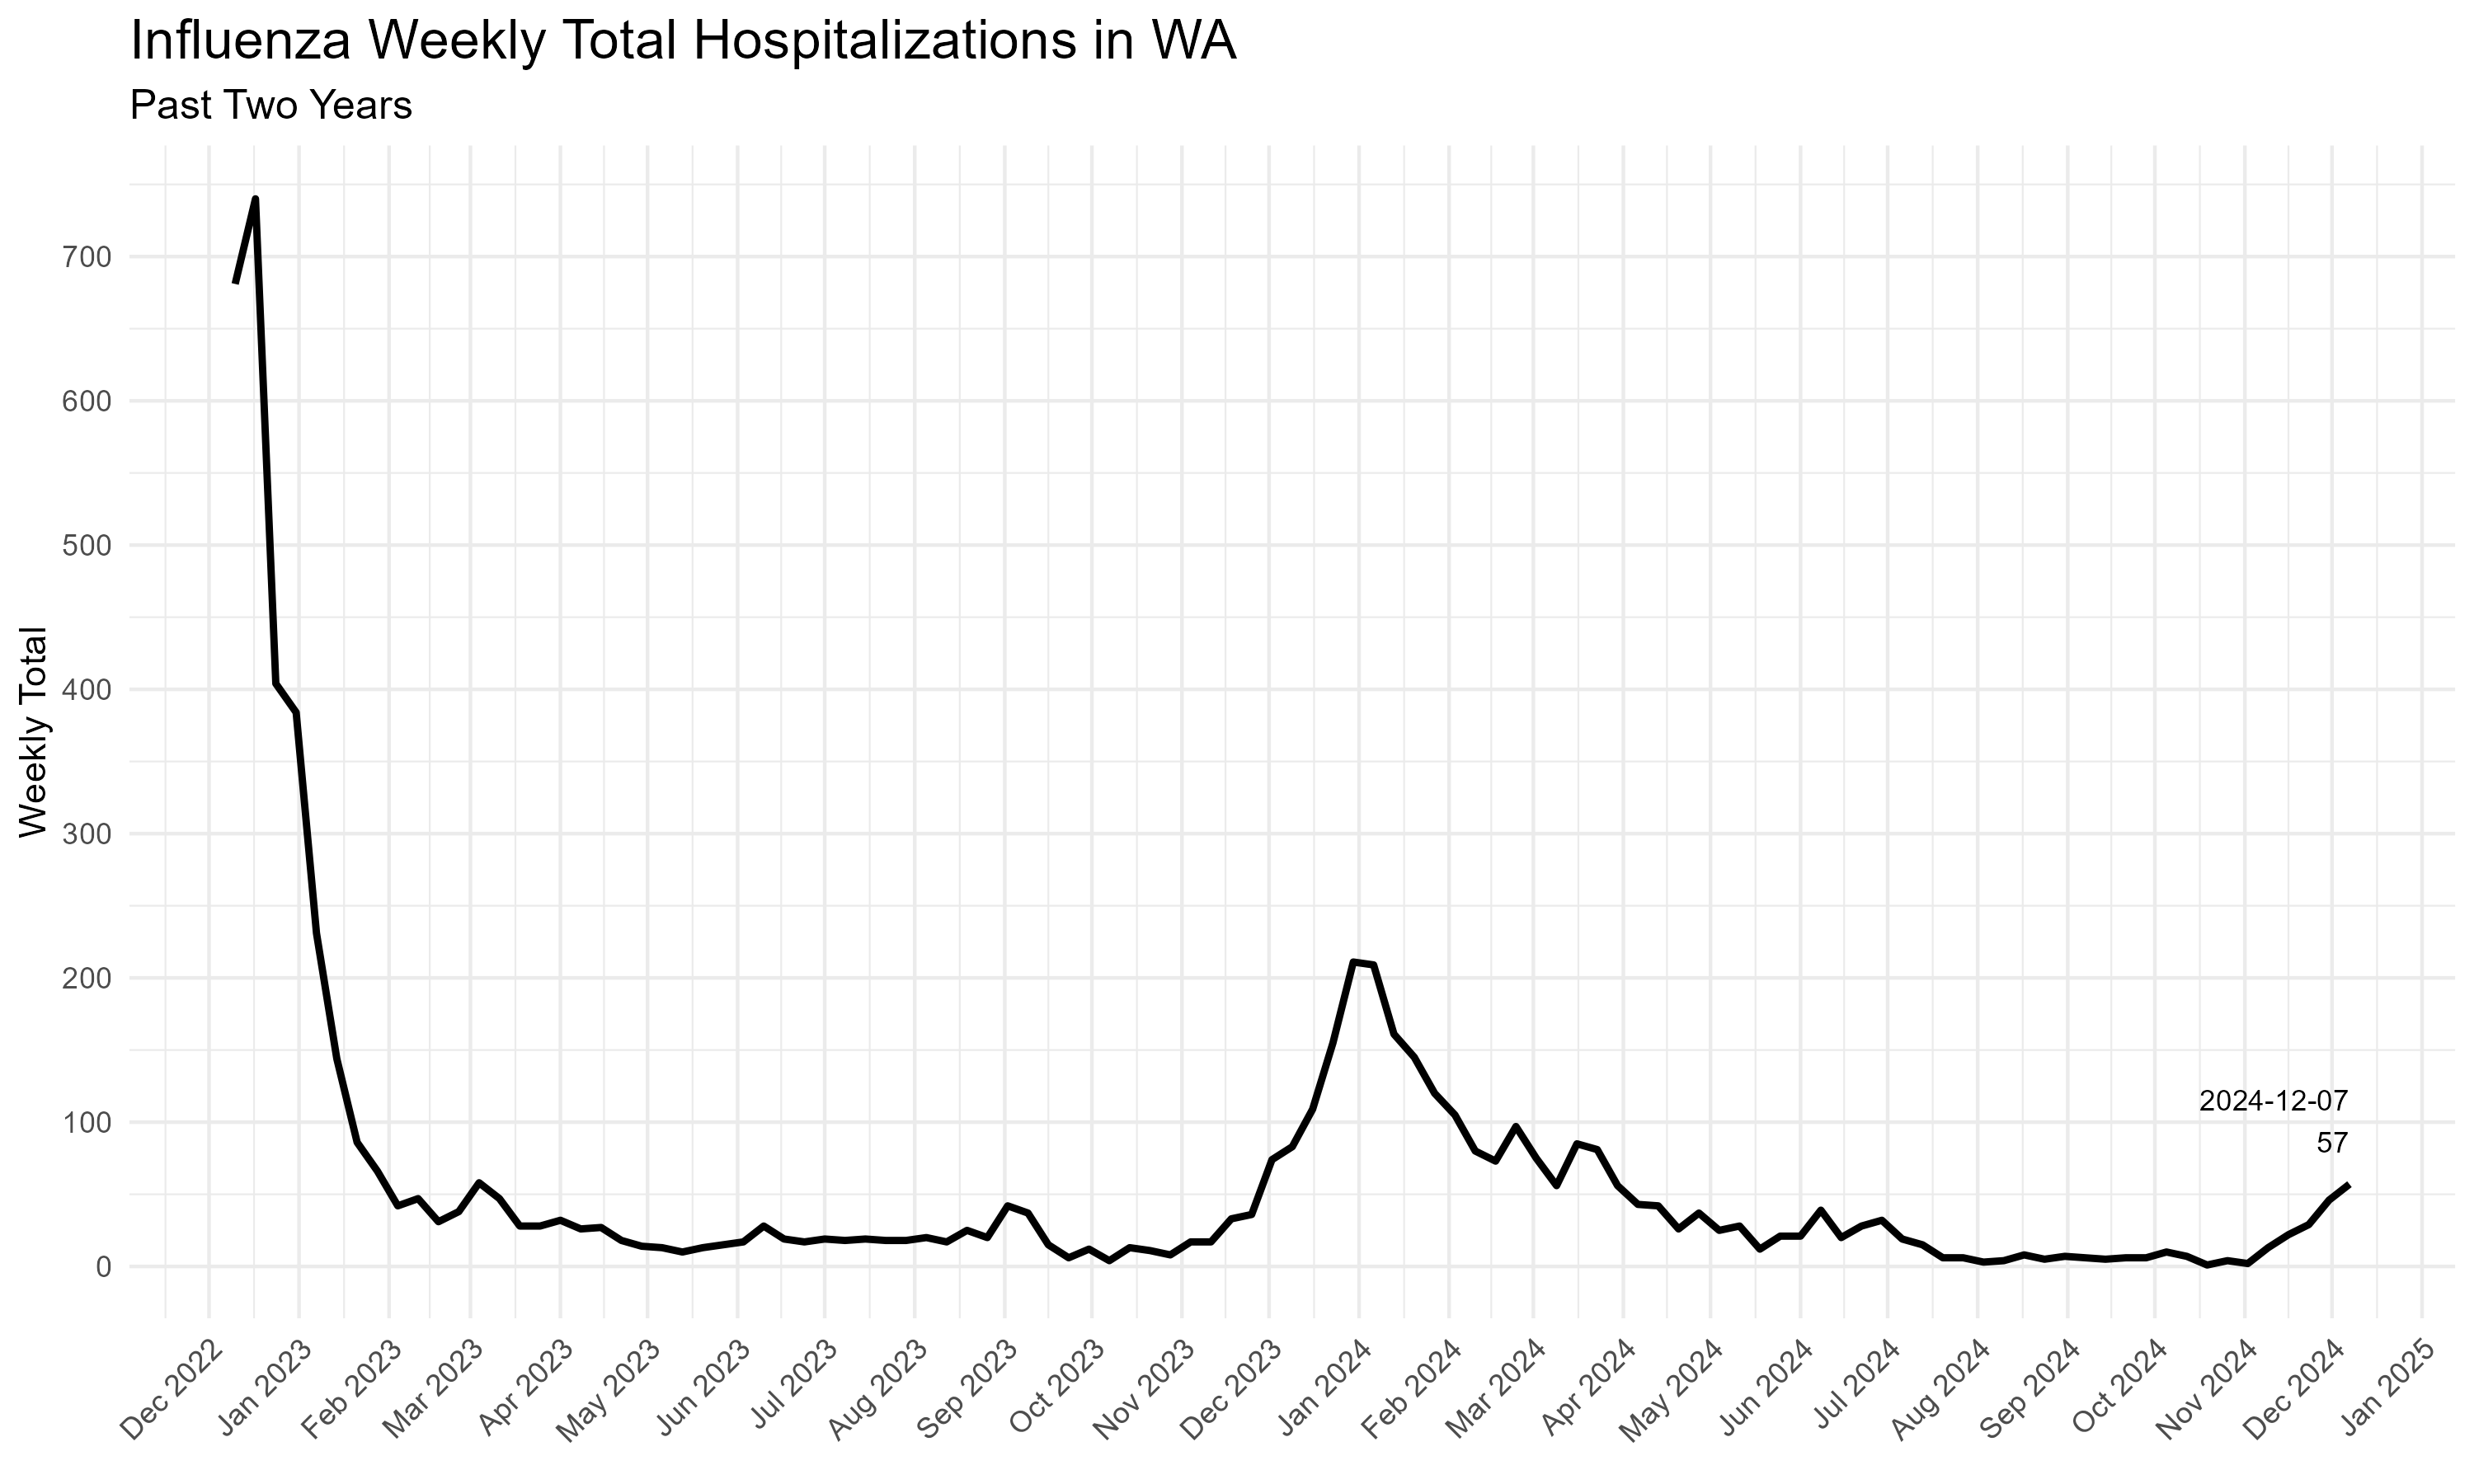 Influenza Weekly Total Hospitalizations in WA
Past Two Years
Weekly Total
700
600
500
400
300
200
100
0
2024-12-07
57
Dec 2022
Jan 2023
Feb 2023
Mar 2023
Apr 2023
May 2023
Jun 2023
Jul 2023
Aug 2023
Sep 2023
Oct 2023
Nov 2023
Dec 2023
Jan 2024
Feb 2024
Mar 2024
Apr 2024
May 2024
Jun 2024
Jul 2024
Aug 2024
Sep 2024
Oct 2024
Nov 2024
Dec 2024
Jan 2025